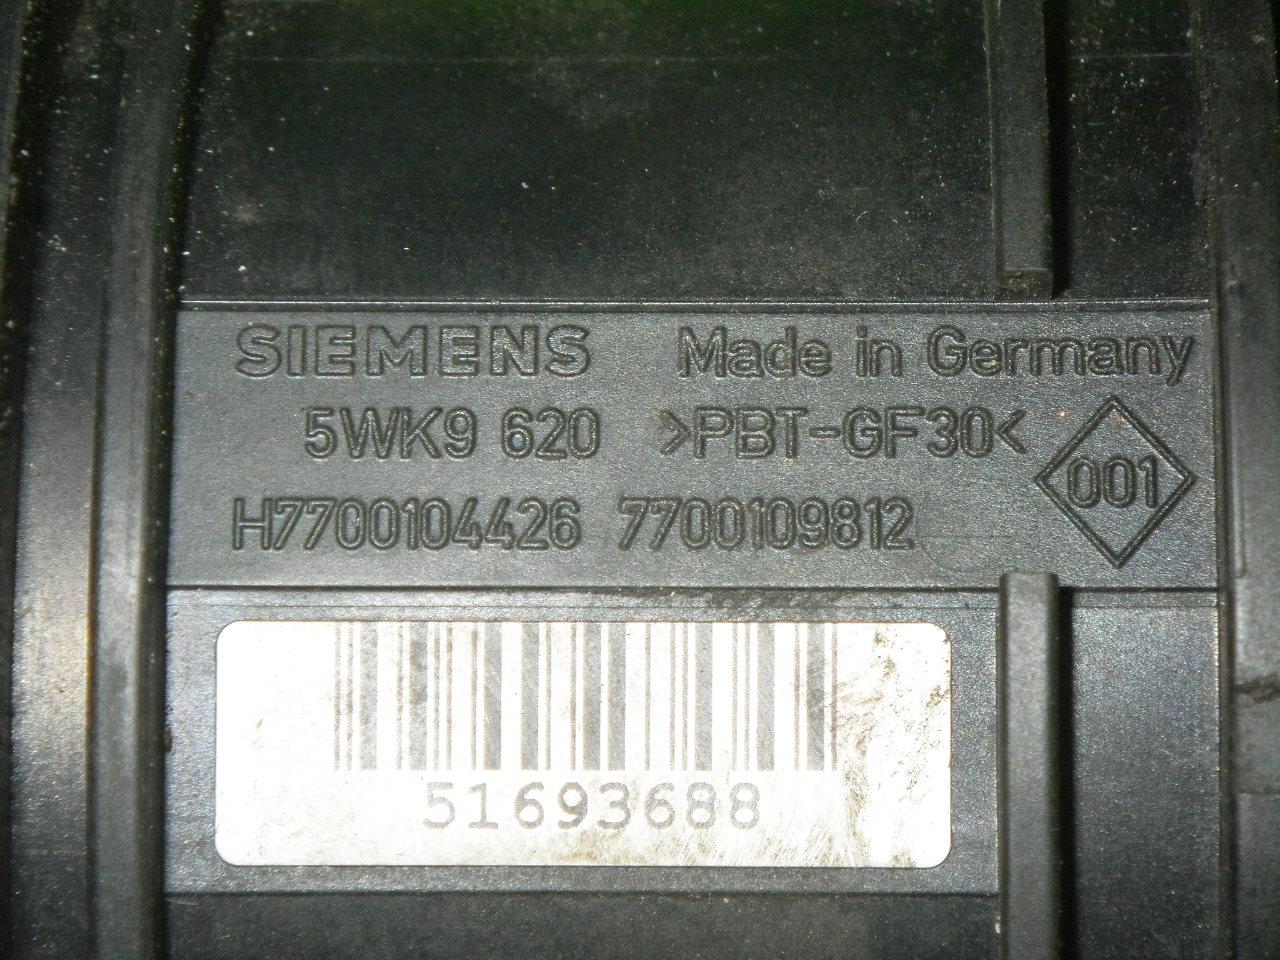 SIEMENS Made in Germany
5WK9 620 >PBT-GF30<
001
H7700104426 7700109812
51693688